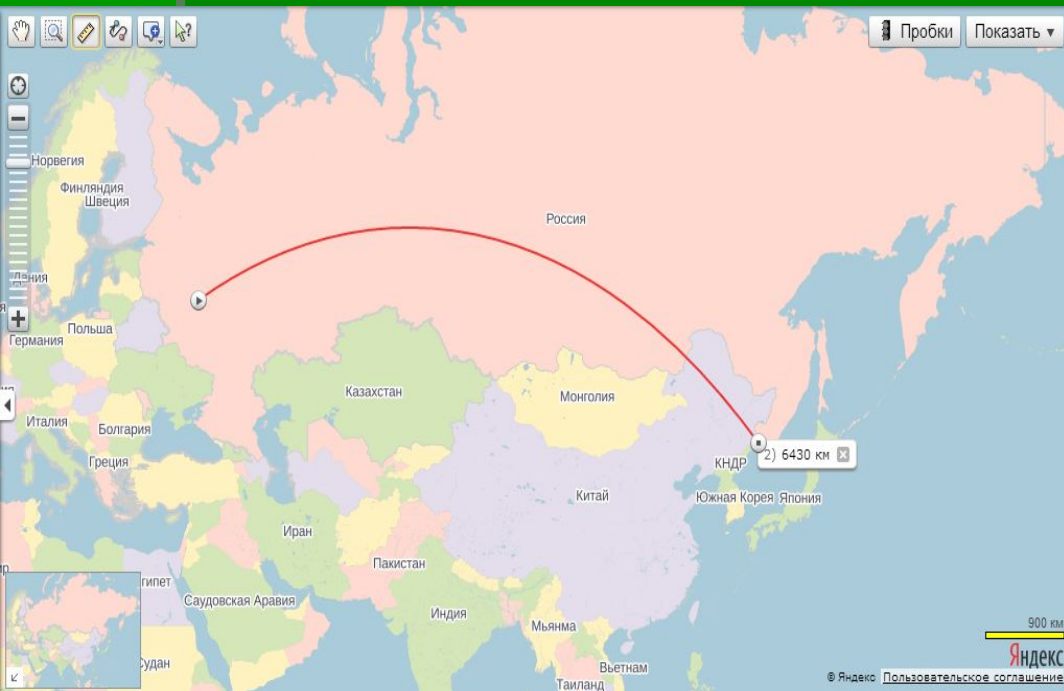 Пробки
Показать
Норвегия
Финляндия
Швеция
Россия
Дания
Польша
Германия
Казахстан
Монголия
Италия
Болгария
Греция
КНДР
2) 6430 км
Китай
Южная Корея
Япония
Иран
Пакистан
Саудовская Аравия
Индия
Мьянма
900 км
Яндекс
Вьетнам
Таиланд
© Яндекс Пользовательское соглашение